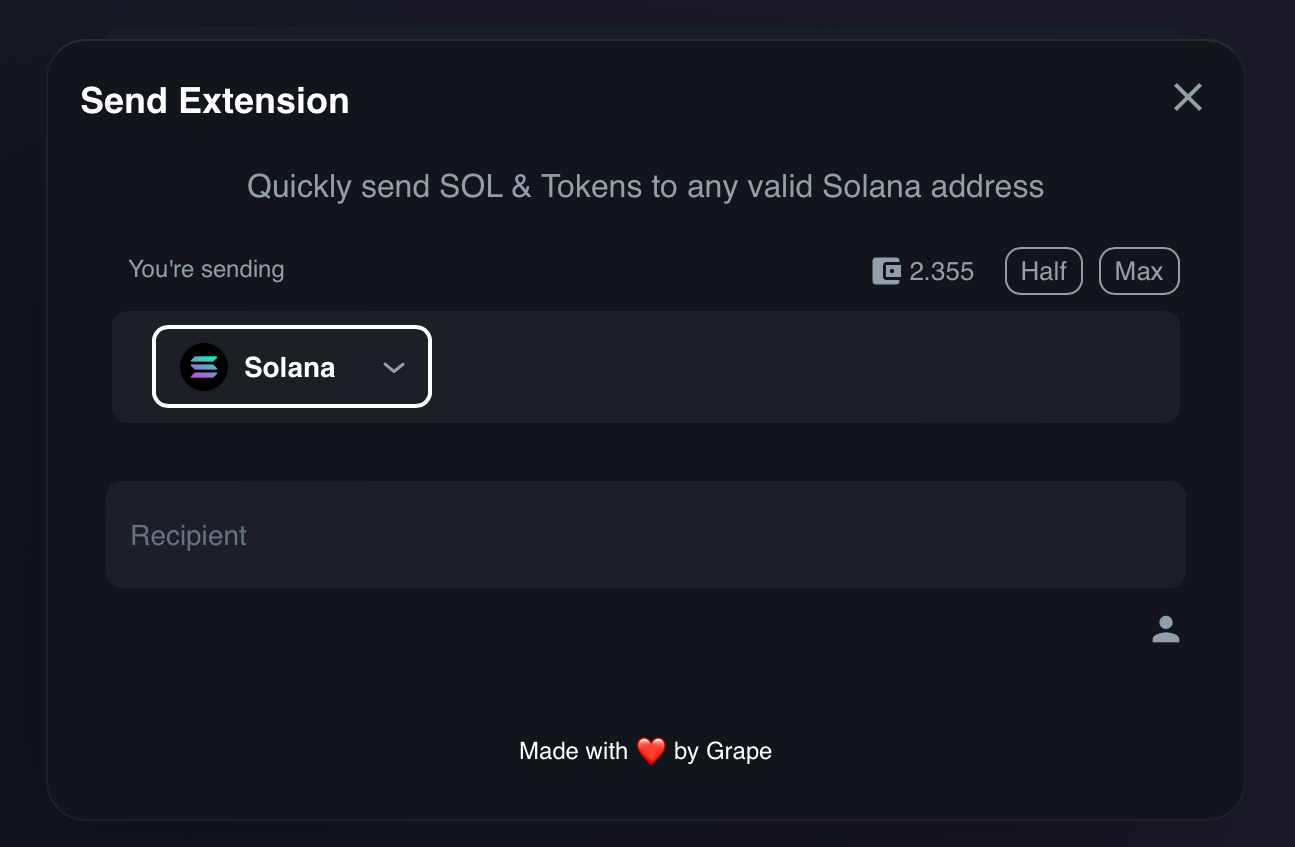 Send Extension
Quickly send SOL & Tokens to any valid Solana address
You're sending
2.355 Half Max
Solana
Recipient
Made with ❤️ by Grape